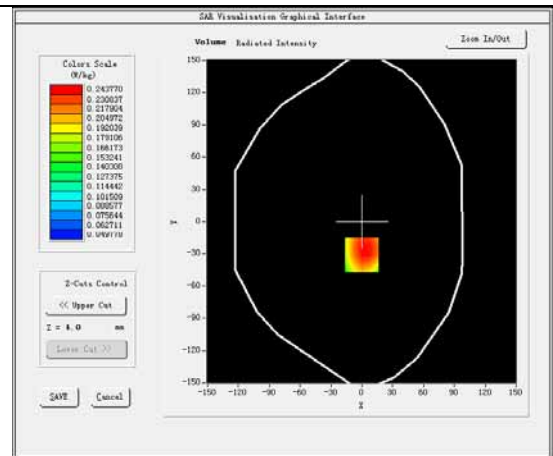 SAR Visualisation Graphical Interface
Volume Radiated Intensity
Zoom In/Out
Colors Scale
(W/kg)
0.243770
0.230837
0.217904
0.204972
0.192039
0.179106
0.166173
0.153241
0.140308
0.127375
0.114442
0.101509
0.088577
0.075644
0.062711
Z-Cuts Control
<< Upper Cut
Z = 4.0 mm
Lower Cut >>
SAVE Cancel
150
120
90
60
30
0
-30
-60
-90
-120
-150
Y
-150 -120 -90 -60 -30 0 30 60 90 120 150
X